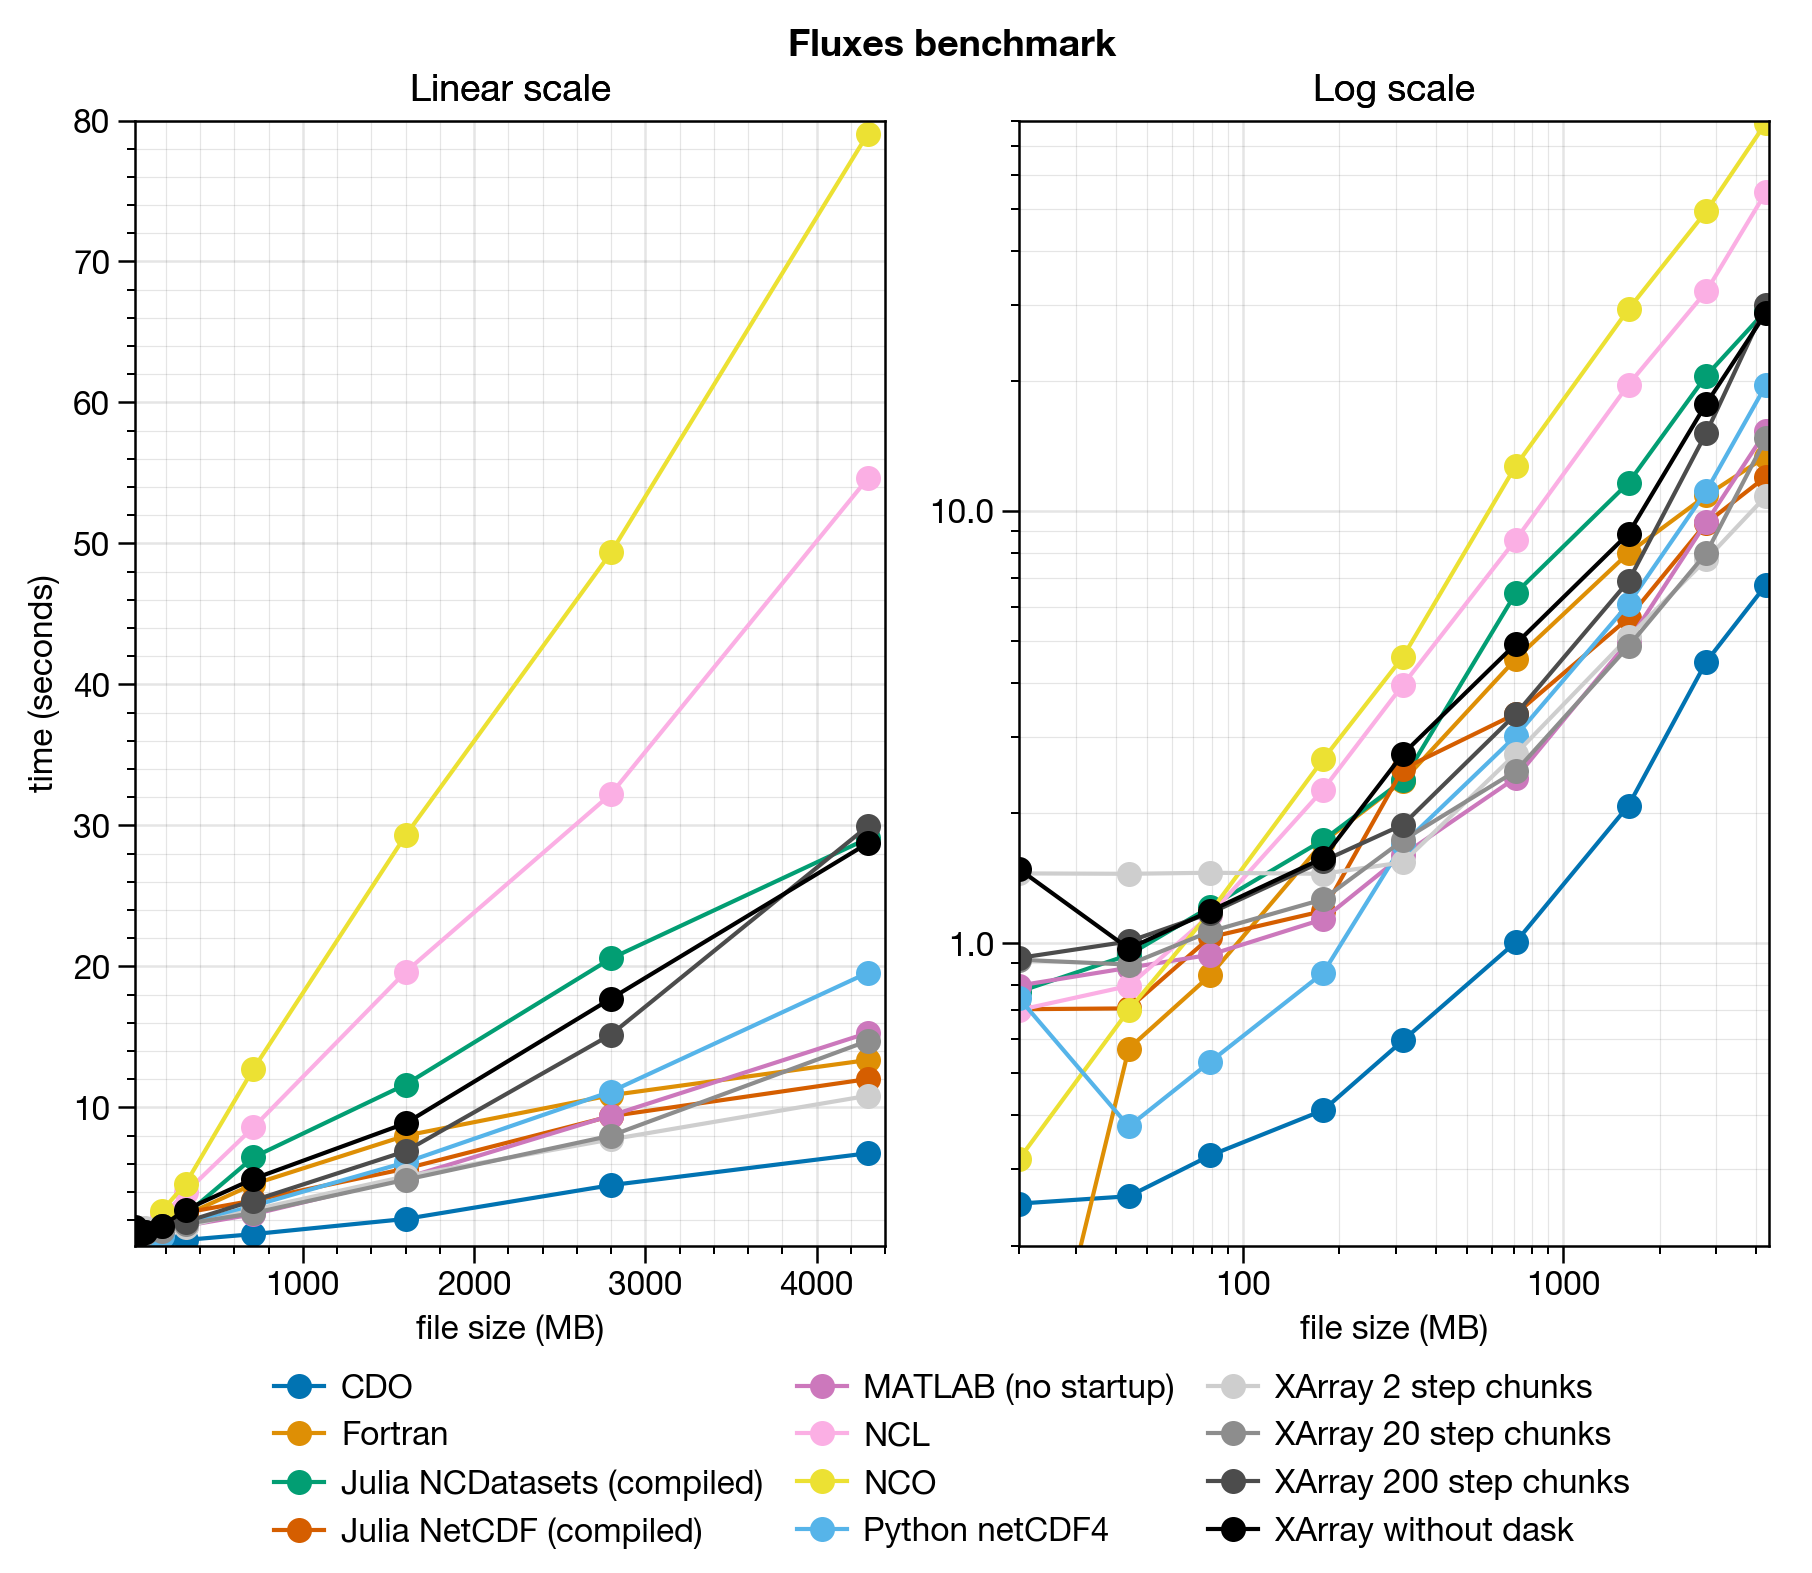 Fluxes benchmark
Linear scale
80
70
60
50
40
30
20
10
time (seconds)
1000 2000 3000 4000
file size (MB)
Log scale
10.0
1.0
100 1000
file size (MB)
CDO
Fortran
Julia NCDatasets (compiled)
Julia NetCDF (compiled)
MATLAB (no startup)
NCL
NCO
Python netCDF4
XArray 2 step chunks
XArray 20 step chunks
XArray 200 step chunks
XArray without dask